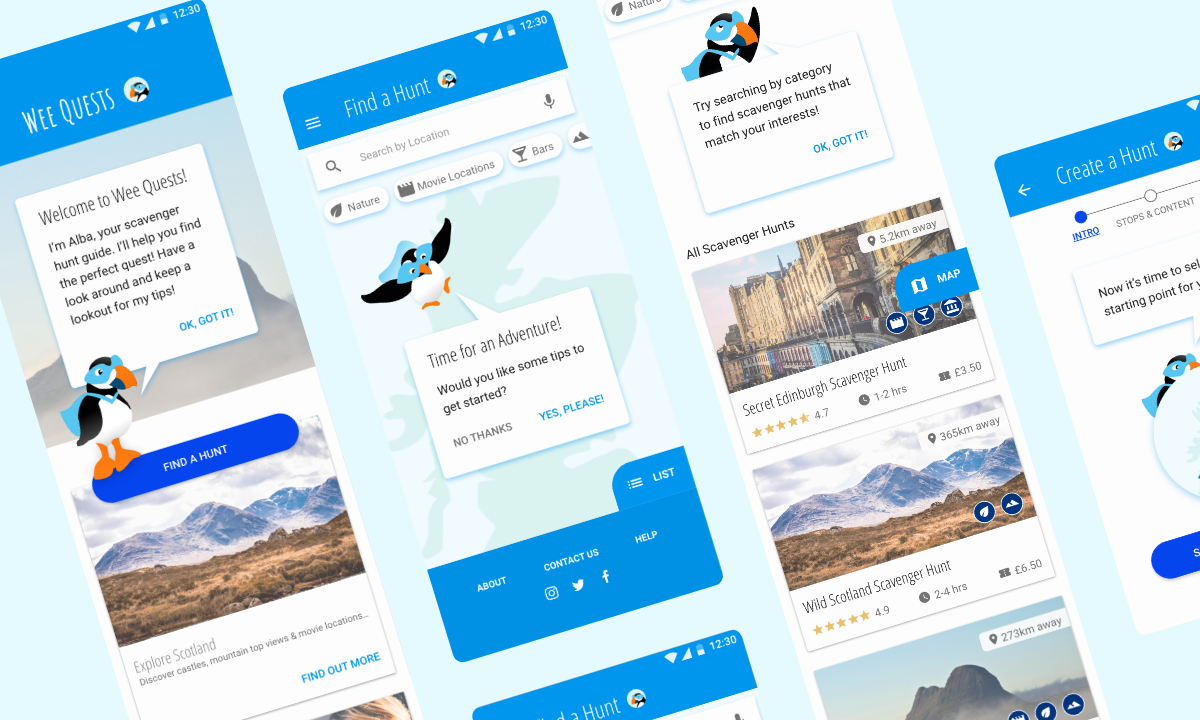 12:30
Wee Quests
Welcome to Wee Quests!
I'm Alba, your scavenger
hunt guide. I'll help you find
the perfect quest! Have a
look around and keep a
lookout for my tips!
OK, GOT IT!
FIND A HUNT
Explore Scotland
Discover castles, mountain top views & movie locations...
FIND OUT MORE
12:30
Find a Hunt
Search by Location
Nature
Movie Locations
Bars
Time for an Adventure!
Would you like some tips to
get started?
NO THANKS
YES, PLEASE!
LIST
ABOUT
CONTACT US
HELP
12:30
Find a Hunt
Nature
Try searching by category
to find scavenger hunts that
match your interests!
OK, GOT IT!
All Scavenger Hunts
5.2km away
MAP
Secret Edinburgh Scavenger Hunt
4.7
1-2 hrs
£3.50
365km away
Wild Scotland Scavenger Hunt
4.9
2-4 hrs
£6.50
273km away
Create a Hunt
INTRO
STOPS & CONTENT
Now it's time to
starting point for